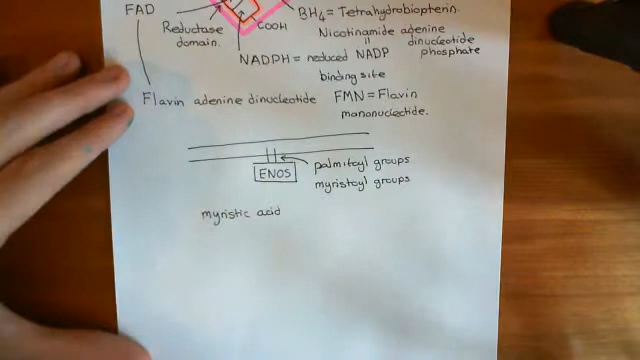 FAD
Reductase domain.
COOH
BH4 = Tetrahydrobiopterin.
Nicotinamide adenine dinucleotide phosphate
=
NADPH = reduced NADP
binding site
Flavin adenine dinucleotide
FMN = Flavin mononucleotide.
ENOS
palmitoyl groups
myristoyl groups
myristic acid